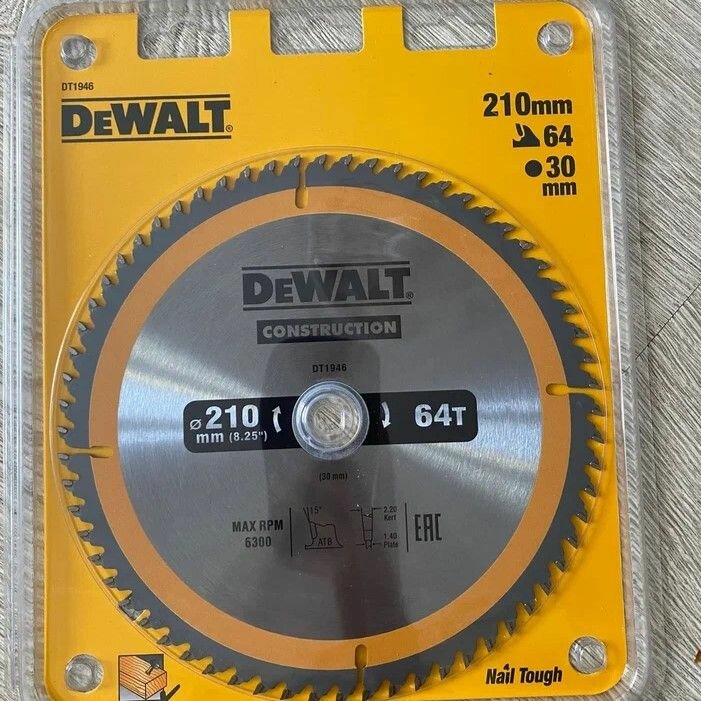 DT1946
DEWALT®
210mm
64
30
mm
DEWALT®
CONSTRUCTION
DT1946
Ø210
mm (8.25")
64T
(30 mm)
MAX RPM
6300
15°
ATB
2.20
Kerf
1.40
Plate
EAC
Nail Tough